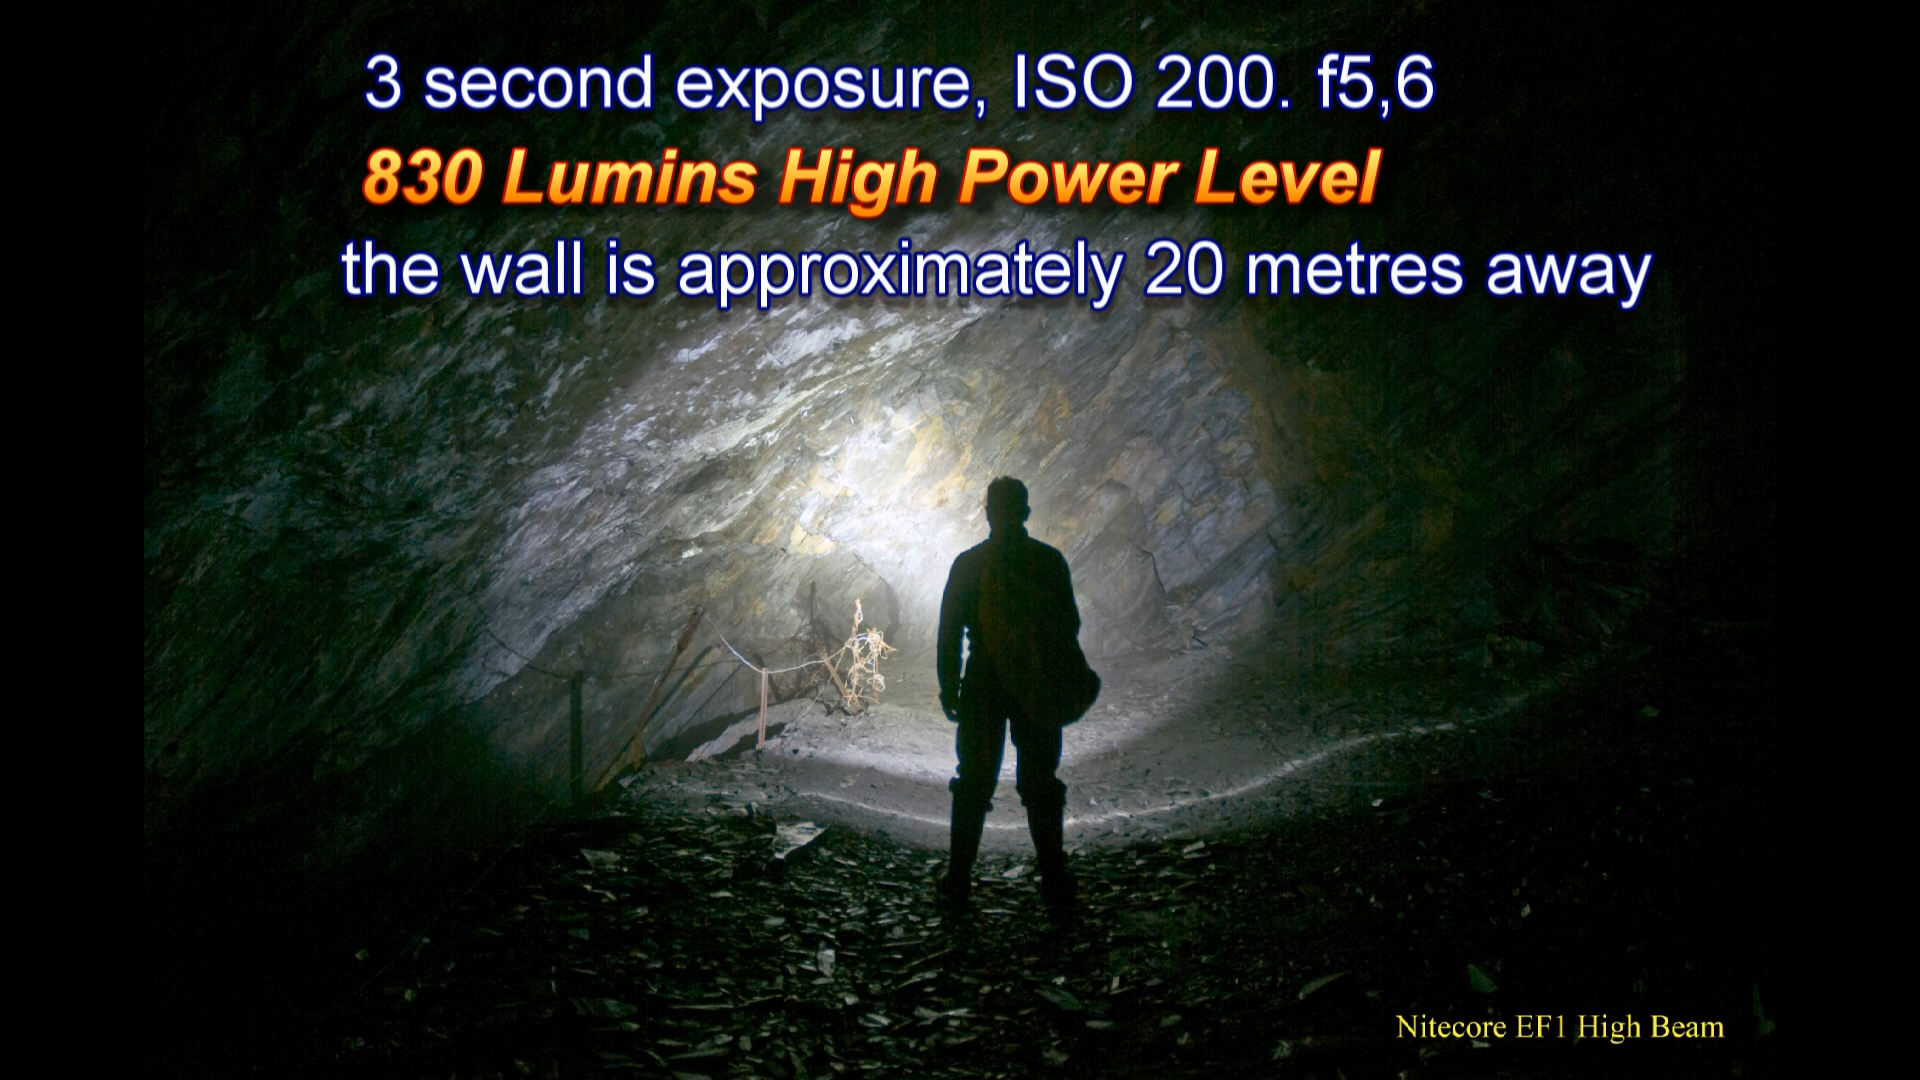 3 second exposure, ISO 200. f5,6
830 Lumins High Power Level
the wall is approximately 20 metres away
Nitecore EF1 High Beam